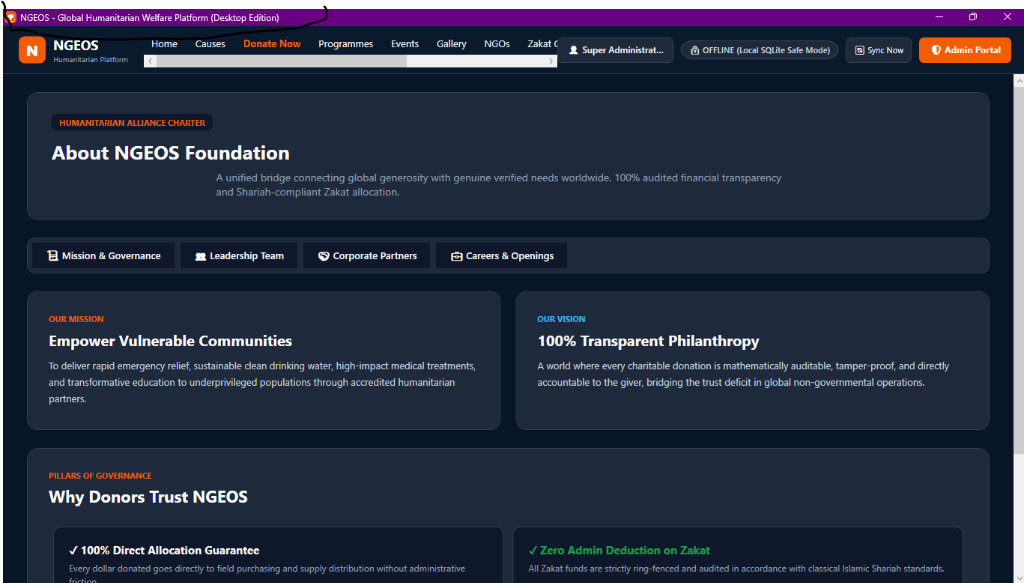 NGEOS - Global Humanitarian Welfare Platform (Desktop Edition)
N
NGEOS
Humanitarian Platform
Home Causes Donate Now Programmes Events Gallery NGOs Zakat
Super Administrat...
OFFLINE (Local SQLite Safe Mode)
Sync Now
Admin Portal
HUMANITARIAN ALLIANCE CHARTER
About NGEOS Foundation
A unified bridge connecting global generosity with genuine verified needs worldwide. 100% audited financial transparency
and Shariah-compliant Zakat allocation.
Mission & Governance
Leadership Team
Corporate Partners
Careers & Openings
OUR MISSION
Empower Vulnerable Communities
To deliver rapid emergency relief, sustainable clean drinking water, high-impact medical treatments,
and transformative education to underprivileged populations through accredited humanitarian
partners.
OUR VISION
100% Transparent Philanthropy
A world where every charitable donation is mathematically auditable, tamper-proof, and directly
accountable to the giver, bridging the trust deficit in global non-governmental operations.
PILLARS OF GOVERNANCE
Why Donors Trust NGEOS
✓ 100% Direct Allocation Guarantee
Every dollar donated goes directly to field purchasing and supply distribution without administrative
friction.
✓ Zero Admin Deduction on Zakat
All Zakat funds are strictly ring-fenced and audited in accordance with classical Islamic Shariah standards.